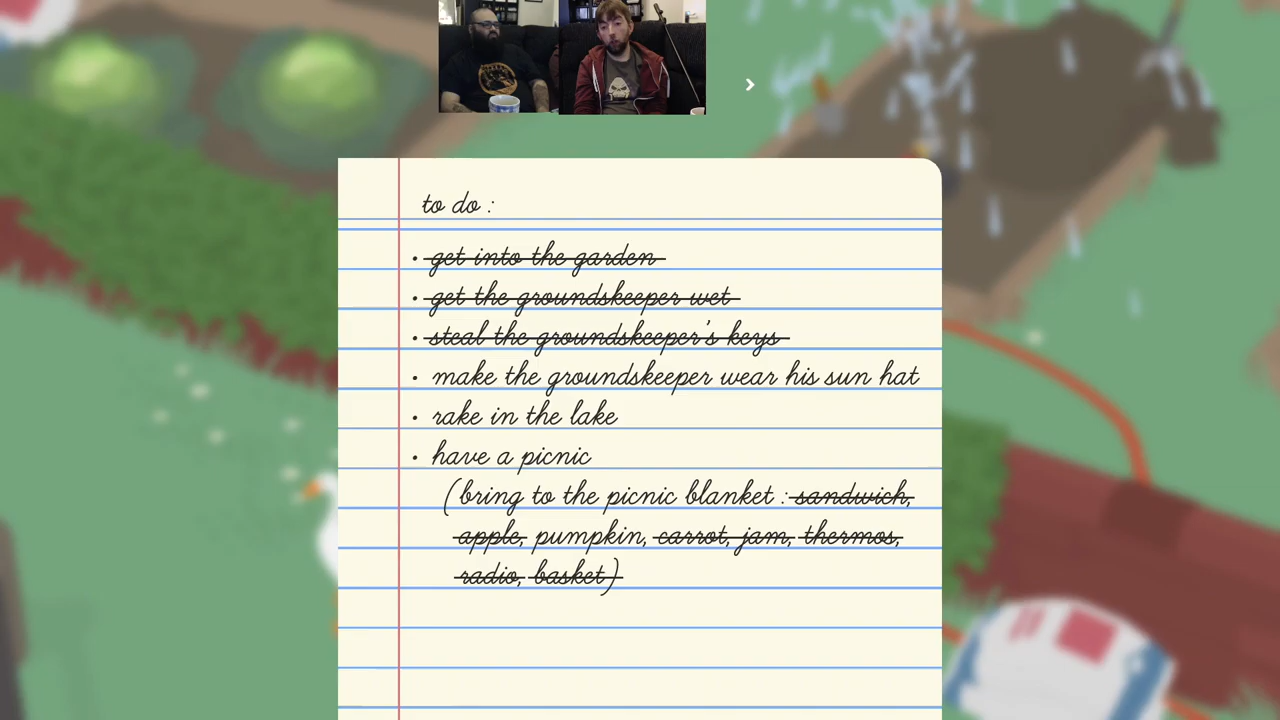 to do :
• get into the garden
• get the groundskeeper wet
• steal the groundskeeper's keys
• make the groundskeeper wear his sun hat
• rake in the lake
• have a picnic
(bring to the picnic blanket : sandwich,
apple, pumpkin, carrot, jam, thermos,
radio, basket)